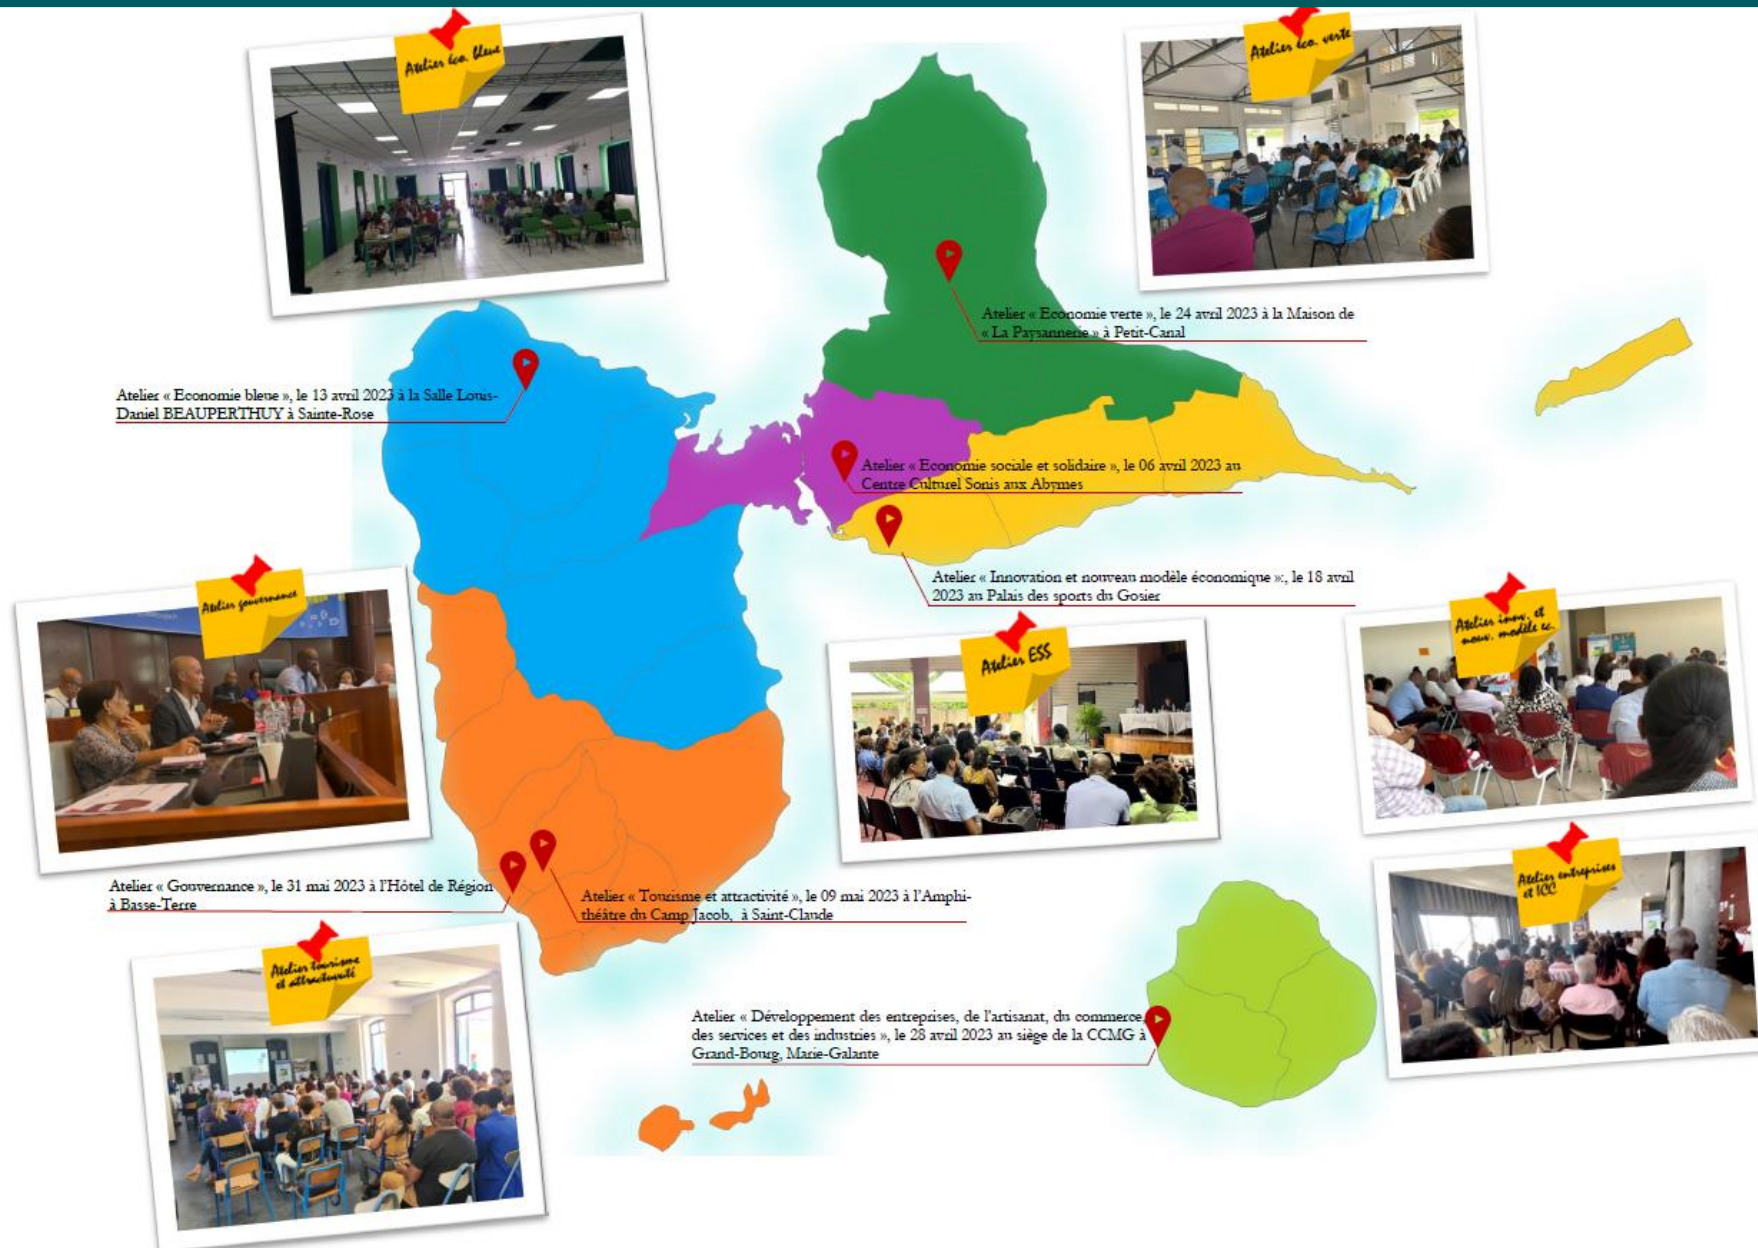 Atelier éco. bleue
Atelier éco. verte
Atelier « Economie verte », le 24 avril 2023 à la Maison de
« La Paysannerie » à Petit-Canal
Atelier « Economie bleue », le 13 avril 2023 à la Salle Louis-
Daniel BEAUPERTHUY à Sainte-Rose
Atelier « Economie sociale et solidaire », le 06 avril 2023 au
Centre Culturel Sonis aux Abymes
Atelier « Innovation et nouveau modèle économique »:, le 18 avril
2023 au Palais des sports du Gosier
Atelier gouvernance
Atelier ESS
Atelier innv. et
nouv. modèle ec.
Atelier « Gouvernance », le 31 mai 2023 à l'Hôtel de Région
à Basse-Terre
Atelier « Tourisme et attractivité », le 09 mai 2023 à l'Amphi-
théâtre du Camp Jacob, à Saint-Claude
Atelier entreprises
et ICC
Atelier tourisme
et attractuvité
Atelier « Développement des entreprises, de l'artisanat, du commerce,
des services et des industries », le 28 avril 2023 au siège de la CCMG à
Grand-Bourg, Marie-Galante